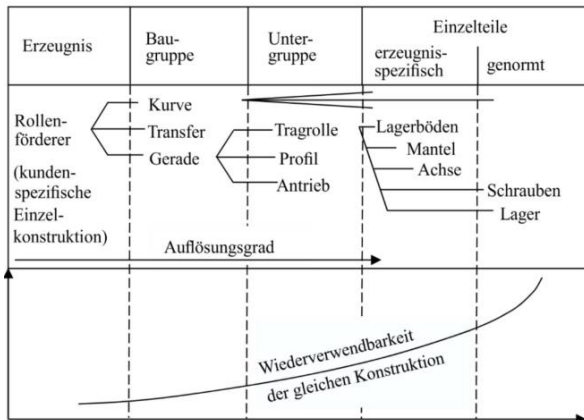 Erzeugnis
Bau-
gruppe
Unter-
gruppe
Einzelteile
erzeugnis-
spezifisch
genormt
Rollen-
förderer
(kunden-
spezifische
Einzel-
konstruktion)
Kurve
Transfer
Gerade
Tragrolle
Profil
Antrieb
Lagerböden
Mantel
Achse
Schrauben
Lager
Auflösungsgrad
Wiederverwendbarkeit
der gleichen Konstruktion